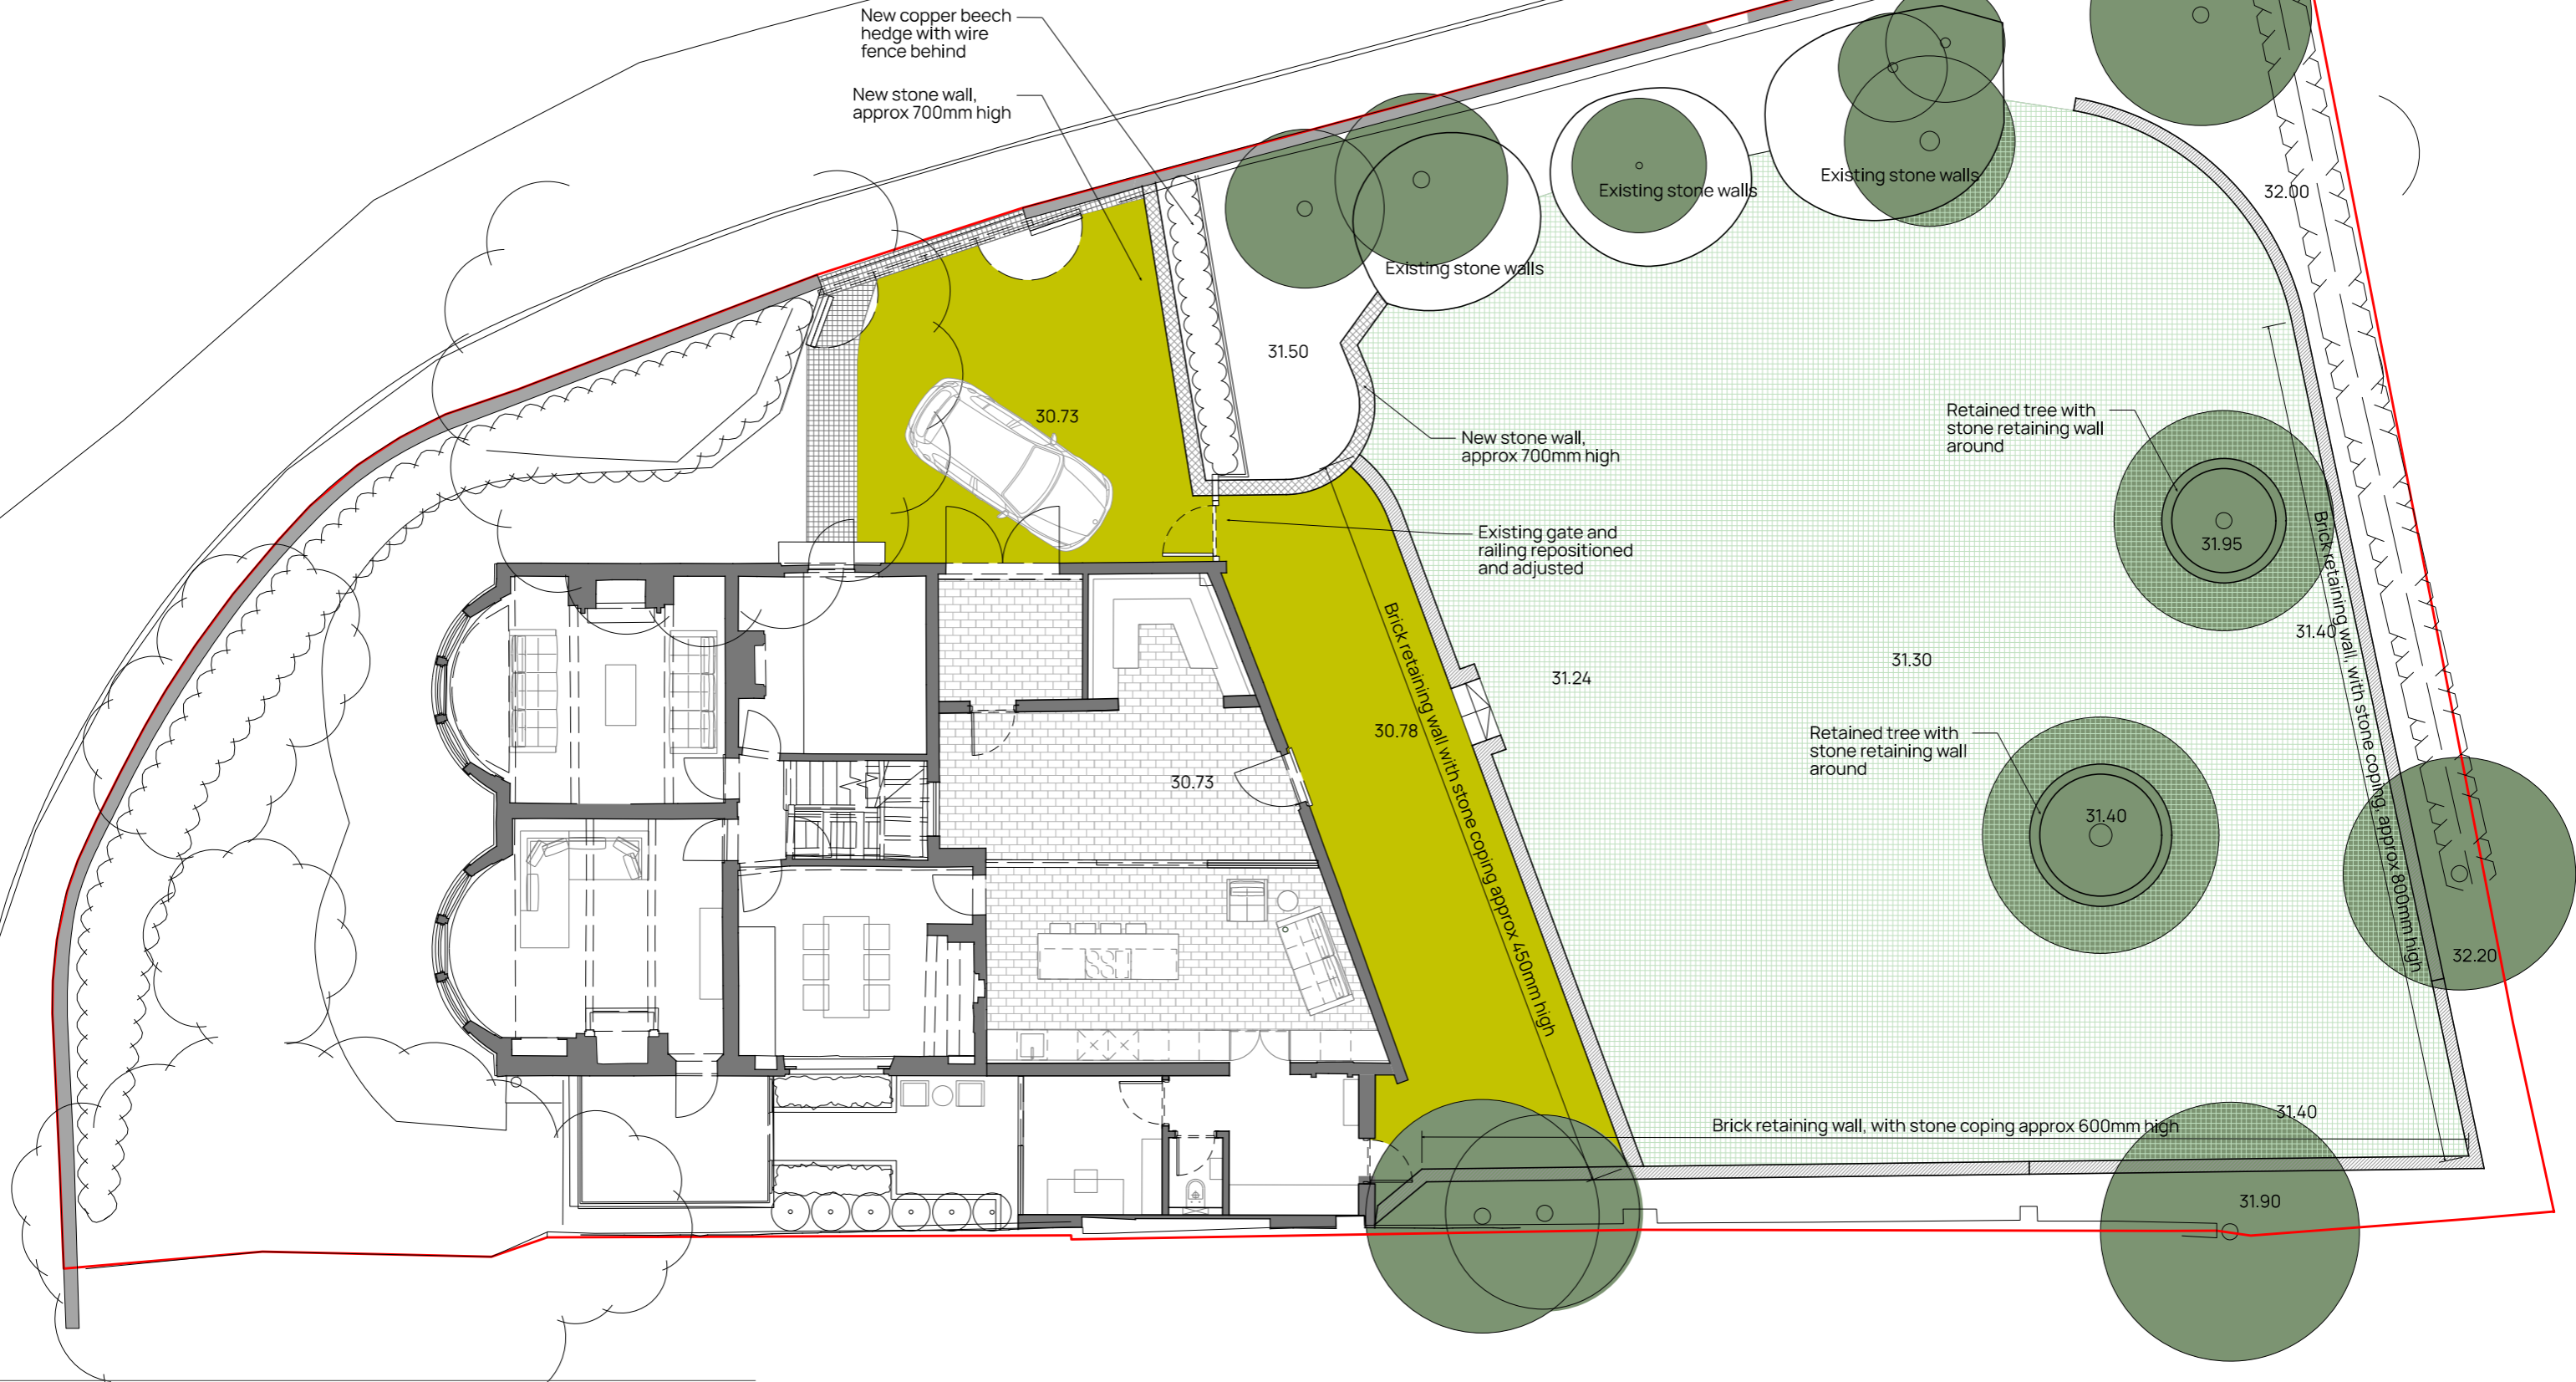 New copper beech
hedge with wire
fence behind
New stone wall,
approx 700mm high
Existing stone walls
Existing stone walls
Existing stone walls
32.00
31.50
30.73
New stone wall,
approx 700mm high
Retained tree with
stone retaining wall
around
31.95
Existing gate and
railing repositioned
and adjusted
31.40
31.30
31.24
30.78
30.73
Retained tree with
stone retaining wall
around
31.40
Brick retaining wall with stone coping approx 450mm high
Brick retaining wall, with stone coping, approx 800mm high
32.20
31.40
Brick retaining wall, with stone coping approx 600mm high
31.90